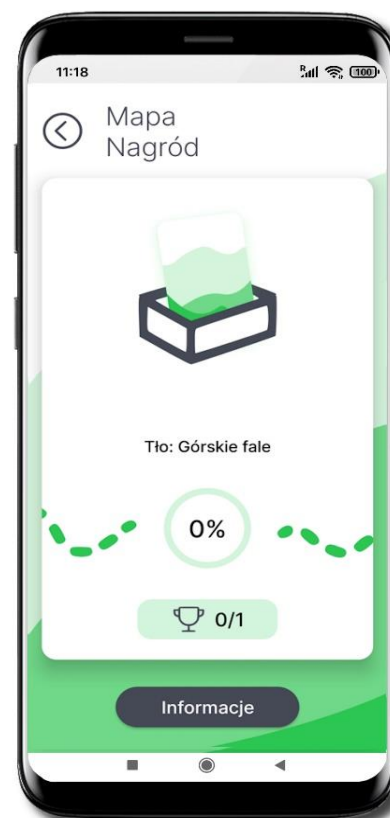 11:18
R
100
Mapa
Nagród
Tło: Górskie fale
0%
0/1
Informacje